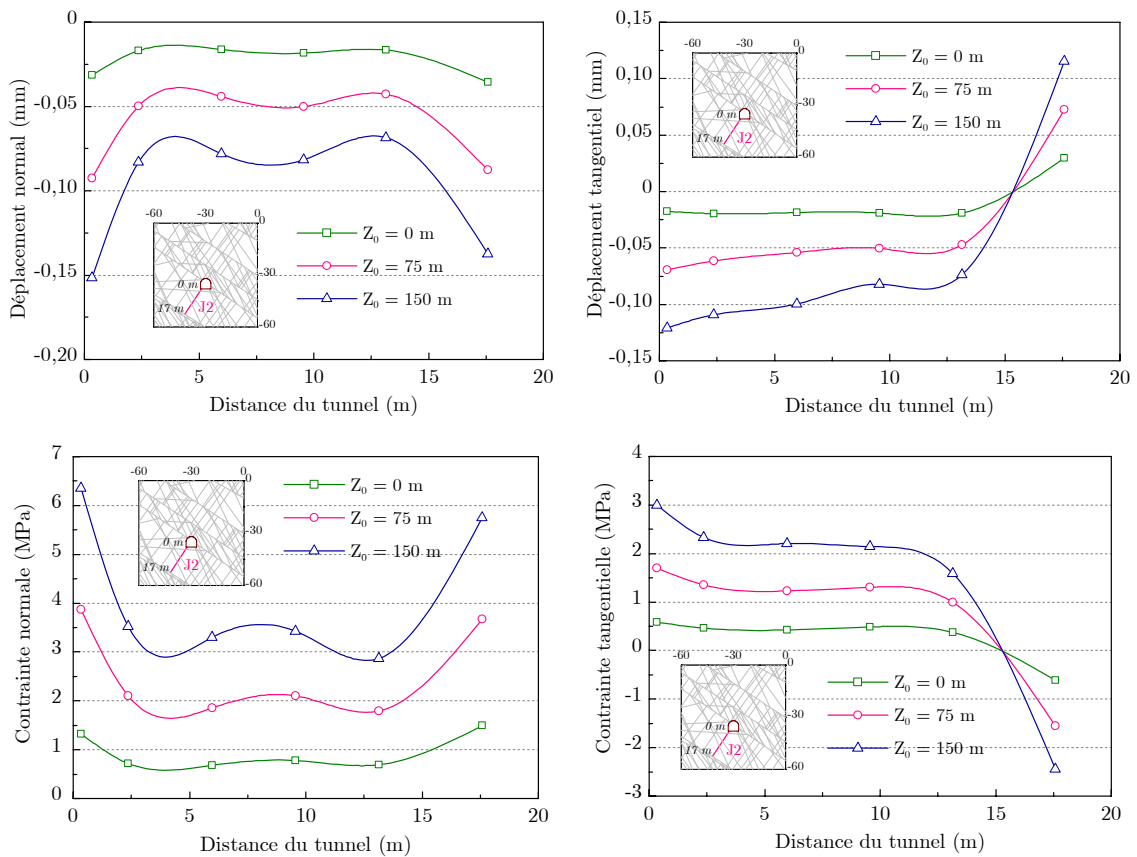 0
-0,05
-0,10
-0,15
-0,20
0
5
10
15
20
Déplacement normal (mm)
Distance du tunnel (m)
-60
-30
0
0
-30
-60
0 m
17 m
J2
Z0 = 0 m
Z0 = 75 m
Z0 = 150 m
0,15
0,10
0,05
0
-0,05
-0,10
-0,15
0
5
10
15
20
Déplacement tangentiel (mm)
Distance du tunnel (m)
-60
-30
0
0
-30
-60
0 m
17 m
J2
Z0 = 0 m
Z0 = 75 m
Z0 = 150 m
7
6
5
4
3
2
1
0
0
5
10
15
20
Contrainte normale (MPa)
Distance du tunnel (m)
-60
-30
0
0
-30
-60
0 m
17 m
J2
Z0 = 0 m
Z0 = 75 m
Z0 = 150 m
4
3
2
1
0
-1
-2
-3
0
5
10
15
20
Contrainte tangentielle (MPa)
Distance du tunnel (m)
-60
-30
0
0
-30
-60
0 m
17 m
J2
Z0 = 0 m
Z0 = 75 m
Z0 = 150 m